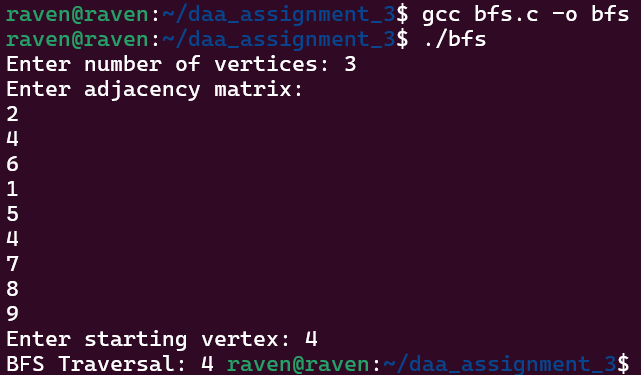 raven@raven:~/daa_assignment_3$ gcc bfs.c -o bfs
raven@raven:~/daa_assignment_3$ ./bfs
Enter number of vertices: 3
Enter adjacency matrix:
2
4
6
1
5
4
7
8
9
Enter starting vertex: 4
BFS Traversal: 4 raven@raven:~/daa_assignment_3$